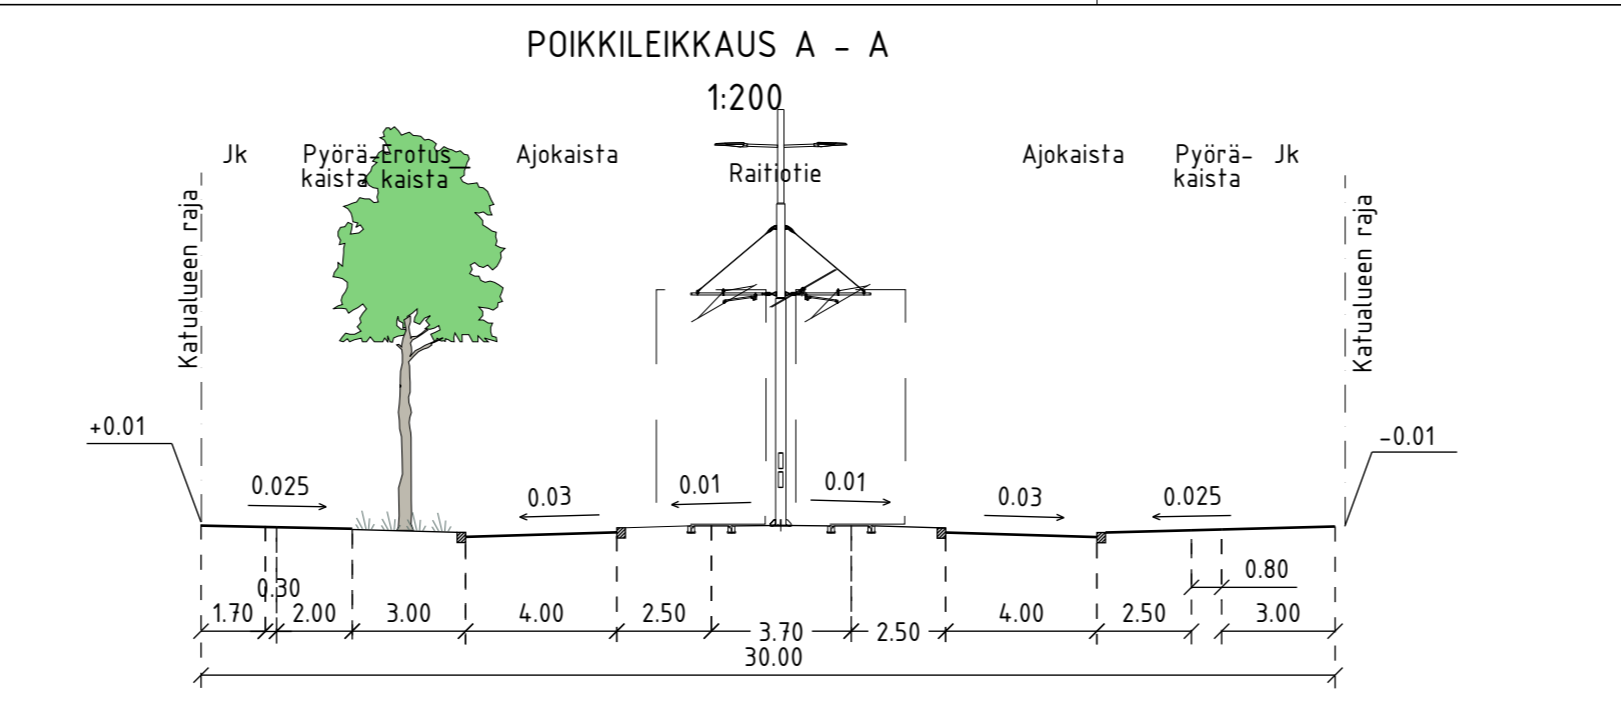 POIKKILEIKKAUS A - A
1:200
Jk
Pyörä-
kaista
Erotus_
kaista
Ajokaista
Raitiotie
Ajokaista
Pyörä-
kaista
Jk
Katualueen raja
Katualueen raja
+0.01
-0.01
0.025
0.03
0.01
0.01
0.03
0.025
0.30
0.80
1.70
2.00
3.00
4.00
2.50
3.70
2.50
4.00
2.50
3.00
30.00